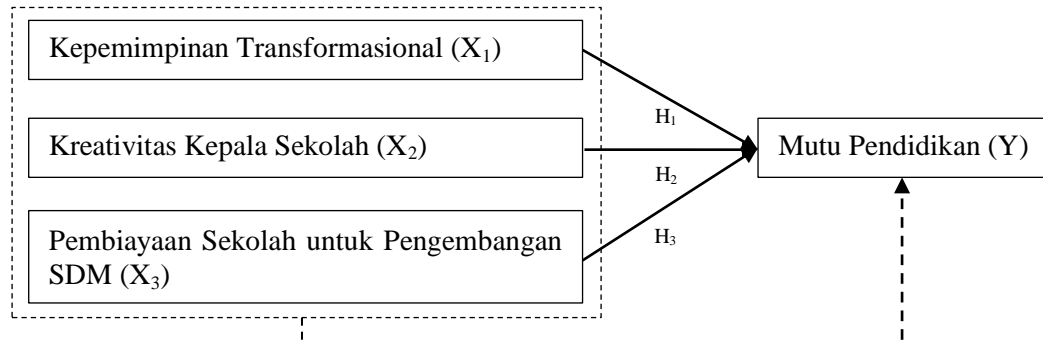 Kepemimpinan Transformasional (X₁)
H₁
Kreativitas Kepala Sekolah (X₂)
Mutu Pendidikan (Y)
H₂
Pembiayaan Sekolah untuk Pengembangan
SDM (X₃)
H₃